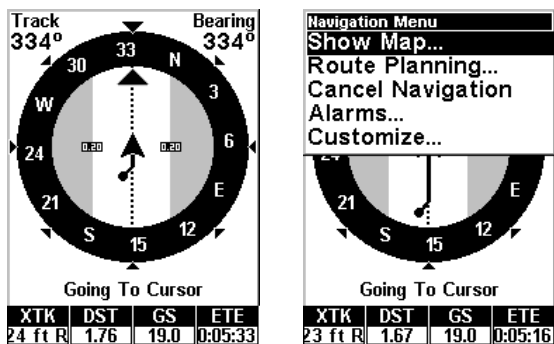 Track
334º
Bearing
334º
33
N
3
6
E
12
15
S
21
24
W
30
0.20
0.20
Going To Cursor
XTK DST GS ETE
24 ft R 1.76 19.0 0:05:33
Navigation Menu
Show Map...
Route Planning...
Cancel Navigation
Alarms...
Customize...
24
6
21
E
S
15
12
Going To Cursor
XTK DST GS ETE
23 ft R 1.67 19.0 0:05:16